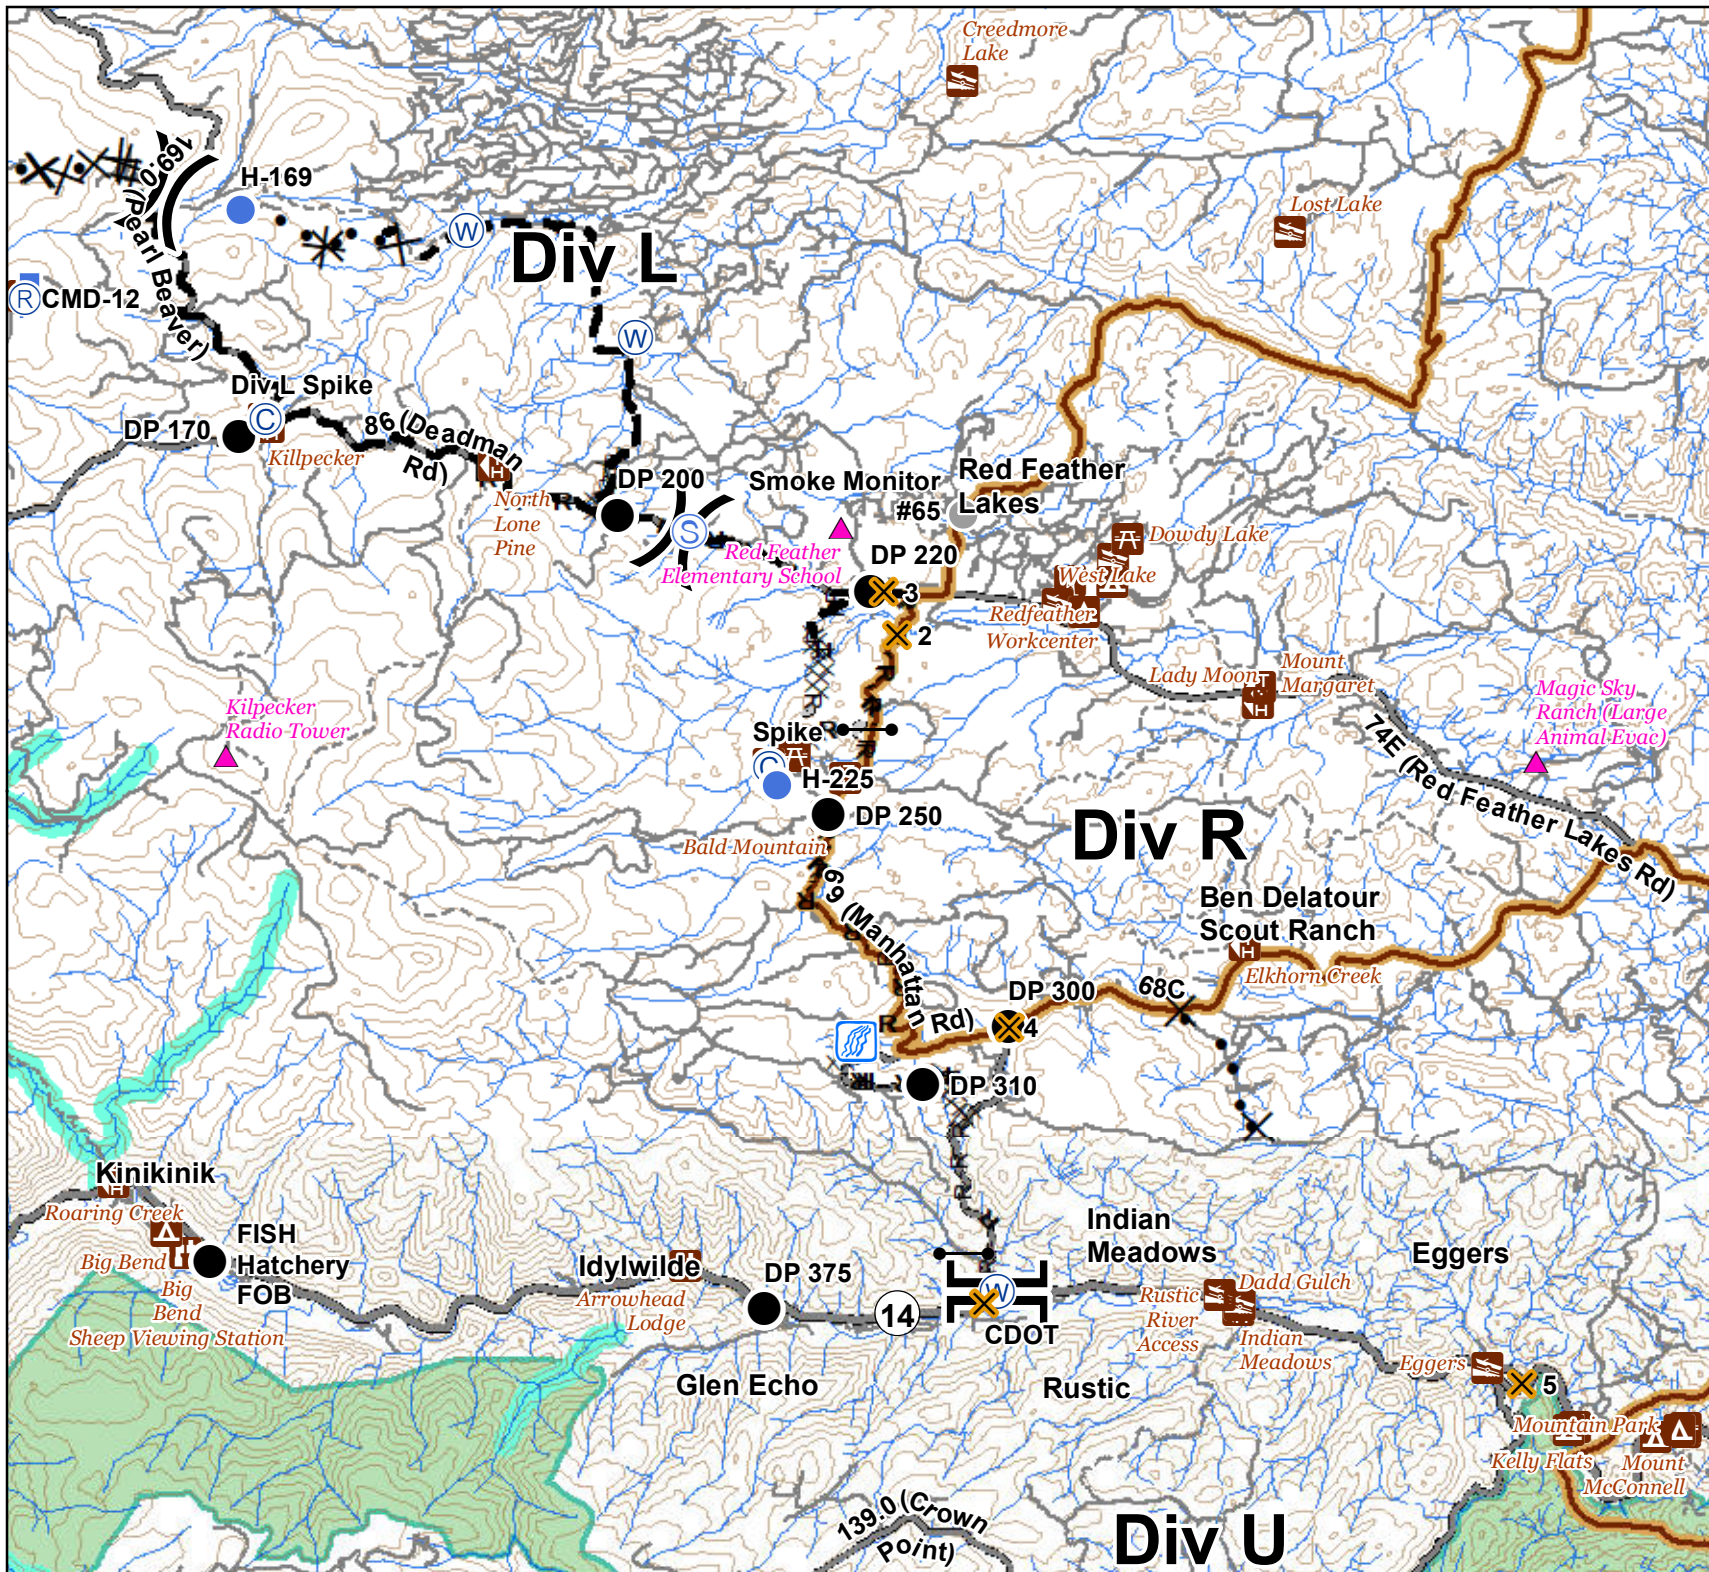 Creedmore
Lake
169.0 (Pearl Beaver)
H-169
W
Div L
Lost Lake
R
CMD-12
W
Div L Spike
C
DP 170
86 (Deadman
Rd)
Killpecker
H
North
Lone
Pine
R
DP 200
S
Smoke Monitor
#65
Red Feather
Lakes
Red Feather
Elementary School
DP 220
3
2
Dowdy Lake
West Lake
Redfeather
Workcenter
R
Lady Moon
Mount
Margaret
H
Kilpecker
Radio Tower
Magic Sky
Ranch (Large
Animal Evac)
74E (Red Feather Lakes Rd)
Spike
C
R
R
H-225
DP 250
Bald Mountain
Div R
R
69 (Manhattan
Rd)
Ben Delatour
Scout Ranch
H
Elkhorn Creek
68C
DP 300
4
R
DP 310
R
R
R
Kinikinik
H
Roaring Creek
Big Bend
Big
Bend
Sheep Viewing Station
FISH
Hatchery
FOB
Idylwilde
Arrowhead
Lodge
DP 375
14
W
CDOT
Indian
Meadows
Rustic
River
Access
Dadd Gulch
Indian
Meadows
Eggers
Eggers
5
Glen Echo
Rustic
Mountain Park
Kelly Flats
Mount
McConnell
139.0 (Crown
Point)
Div U